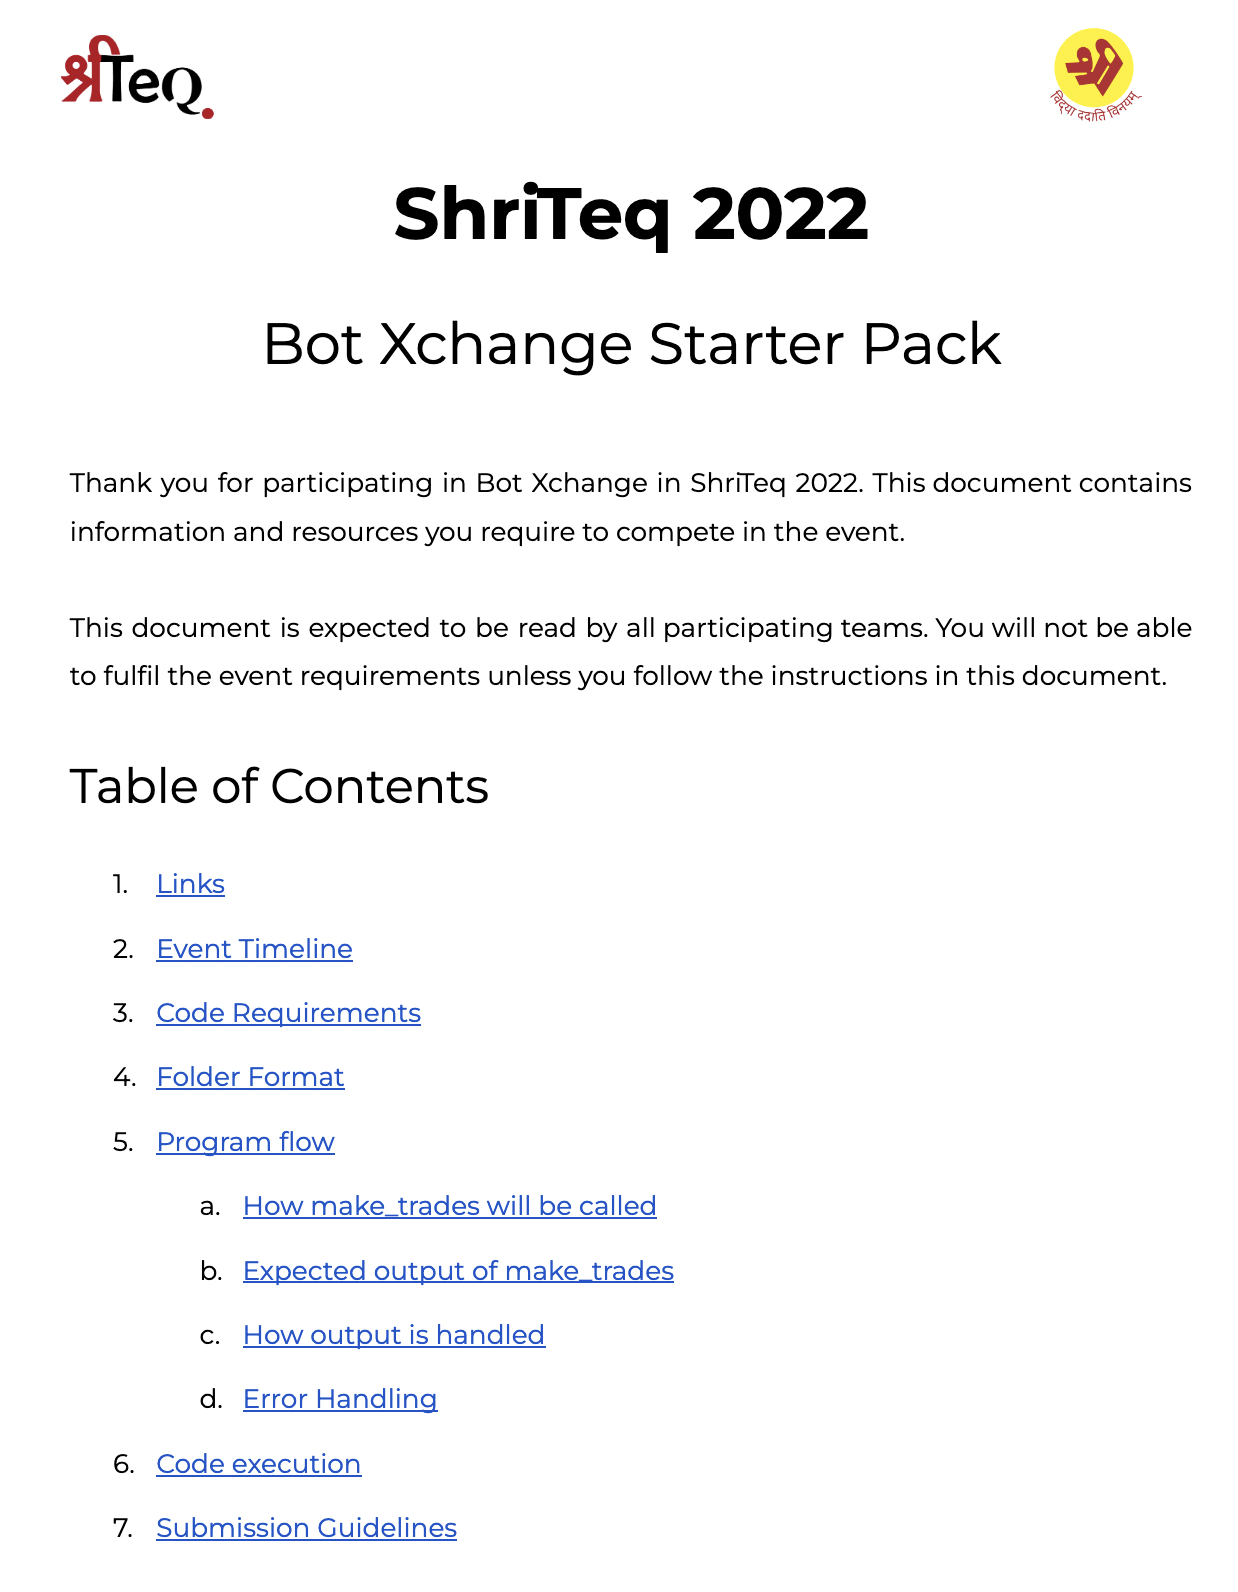 श्रीTeQ.
विद्या ददाति विनयम्
ShriTeq 2022
Bot Xchange Starter Pack
Thank you for participating in Bot Xchange in ShriTeq 2022. This document contains
information and resources you require to compete in the event.
This document is expected to be read by all participating teams. You will not be able
to fulfil the event requirements unless you follow the instructions in this document.
Table of Contents
1. Links
2. Event Timeline
3. Code Requirements
4. Folder Format
5. Program flow
a. How make_trades will be called
b. Expected output of make_trades
c. How output is handled
d. Error Handling
6. Code execution
7. Submission Guidelines